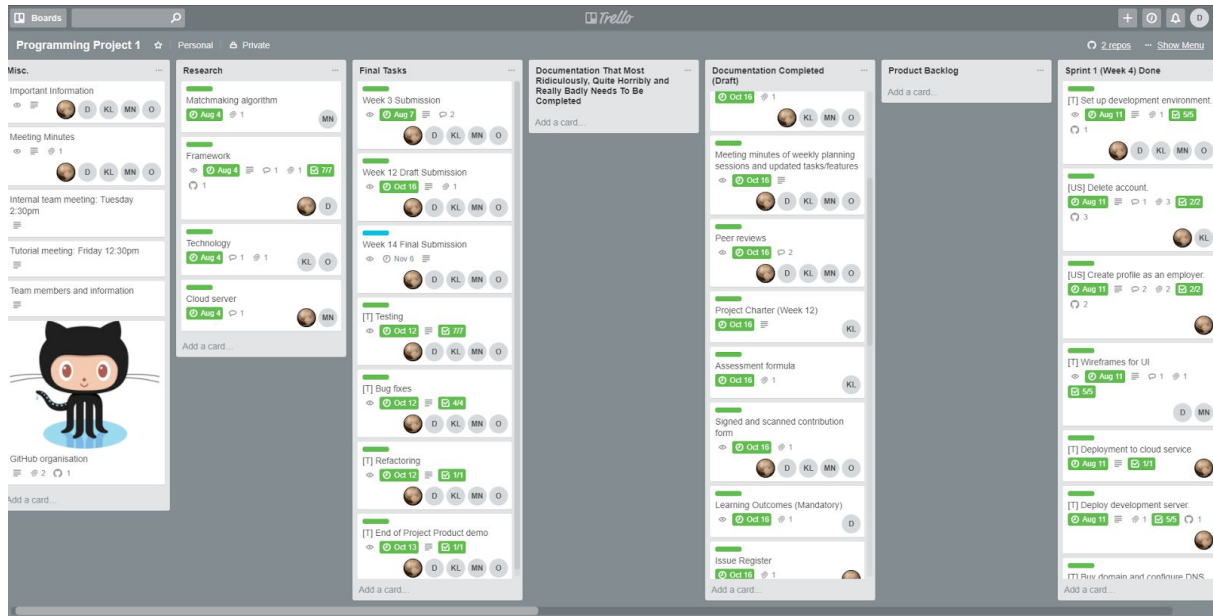 Boards
Trello
D
Programming Project 1
Personal
Private
2 repos
Show Menu
Misc.
Important Information
D KL MN O
Meeting Minutes
1
D KL MN O
Internal team meeting: Tuesday
2:30pm
Tutorial meeting: Friday 12:30pm
Team members and information
GitHub organisation
2 1
Add a card...
Research
Matchmaking algorithm
Aug 4 1
MN
Framework
Aug 4 1 1 7/7
1
D
Technology
Aug 4 1 1
KL O
Cloud server
Aug 4 1
MN
Add a card...
Final Tasks
Week 3 Submission
Aug 7 2
D KL MN O
Week 12 Draft Submission
Oct 16 1
D KL MN O
Week 14 Final Submission
Nov 6
D KL MN O
[T] Testing
Oct 12 7/7
D KL MN O
[T] Bug fixes
Oct 12 4/4
D KL MN O
[T] Refactoring
Oct 12 1/1
D KL MN O
[T] End of Project Product demo
Oct 13 1/1
D KL MN O
Add a card...
Documentation That Most
Ridiculously, Quite Horribly and
Really Badly Needs To Be
Completed
Add a card...
Documentation Completed
(Draft)
Oct 16 1
KL MN O
Meeting minutes of weekly planning
sessions and updated tasks/features
Oct 16
D KL MN O
Peer reviews
Oct 16 2
D KL MN O
Project Charter (Week 12)
Oct 16
KL
Assessment formula
Oct 16 1
KL
Signed and scanned contribution
form
Oct 16 1
D KL MN O
Learning Outcomes (Mandatory)
Oct 16 1
D
Issue Register
Oct 16 1
Add a card...
Product Backlog
Add a card...
Sprint 1 (Week 4) Done
[T] Set up development environment.
Aug 11 1 5/5
1
D KL MN O
[US] Delete account.
Aug 11 1 3 2/2
3
KL
[US] Create profile as an employer.
Aug 11 2 2 2/2
2
[T] Wireframes for UI
Aug 11 1 1
5/5
D MN
[T] Deployment to cloud service
Aug 11 1/1
[T] Deploy development server.
Aug 11 1 5/5 1
[T] Buy domain and configure DNS
Add a card...